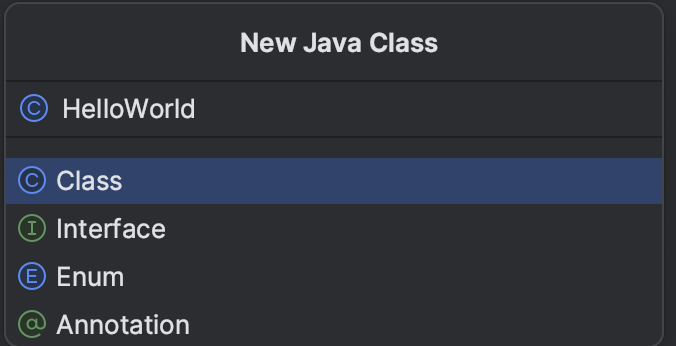 New Java Class
C HelloWorld
C Class
I Interface
E Enum
@ Annotation